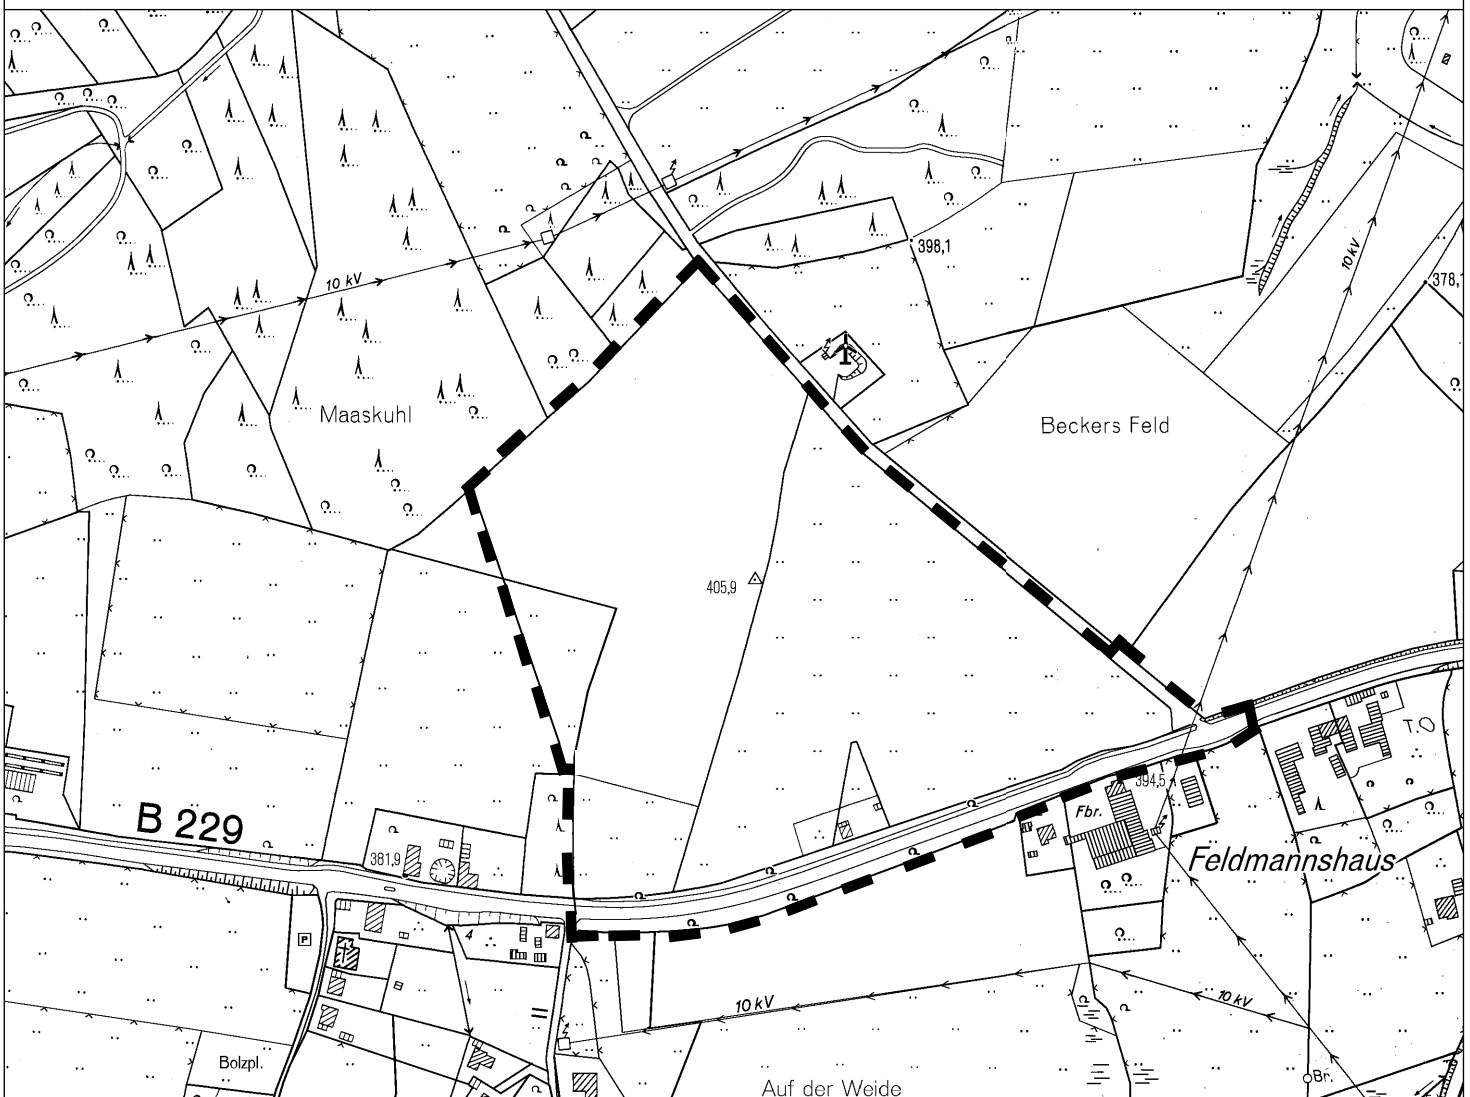 398,1
10 kV
378,
10 kV
Maaskuhl
Beckers Feld
405,9
T.O
394,5
B 229
Fbr.
381,9
Feldmannshaus
P
4
10 kV
10 kV
Bolzpl.
Br.
Auf der Weide